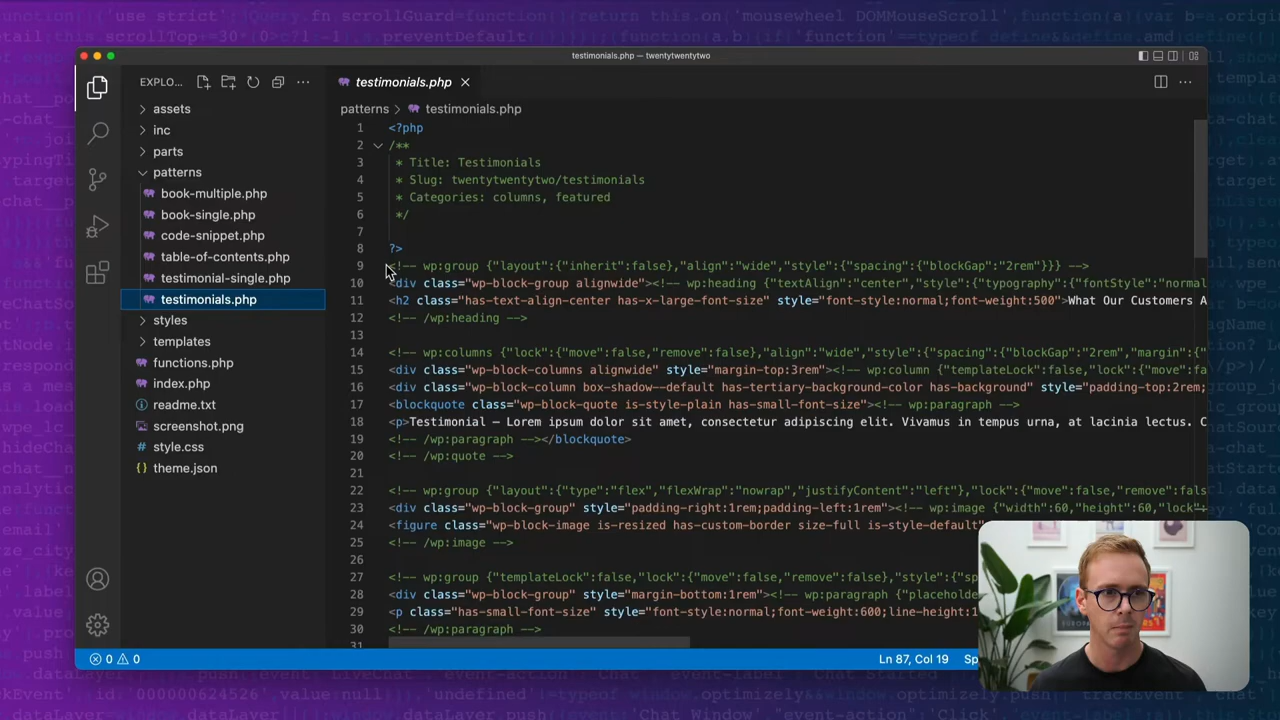 testimonials.php — twentytwentytwo
EXPLO...
testimonials.php
assets
inc
parts
patterns
book-multiple.php
book-single.php
code-snippet.php
table-of-contents.php
testimonial-single.php
testimonials.php
styles
templates
functions.php
index.php
readme.txt
screenshot.png
style.css
theme.json
patterns > testimonials.php
1 <?php
2 /**
3 * Title: Testimonials
4 * Slug: twentytwentytwo/testimonials
5 * Categories: columns, featured
6 */
7
8 ?>
9 <!-- wp:group {"layout":{"inherit":false},"align":"wide","style":{"spacing":{"blockGap":"2rem"}}} -->
10 <div class="wp-block-group alignwide"><!-- wp:heading {"textAlign":"center","style":{"typography":{"fontStyle":"normal
11 <h2 class="has-text-align-center has-x-large-font-size" style="font-style:normal;font-weight:500">What Our Customers A
12 <!-- /wp:heading -->
13
14 <!-- wp:columns {"lock":{"move":false,"remove":false},"align":"wide","style":{"spacing":{"blockGap":"2rem","margin":{"
15 <div class="wp-block-columns alignwide" style="margin-top:3rem"><!-- wp:column {"templateLock":false,"lock":{"move":fa
16 <div class="wp-block-column box-shadow--default has-tertiary-background-color has-background" style="padding-top:2rem;
17 <blockquote class="wp-block-quote is-style-plain has-small-font-size"><!-- wp:paragraph -->
18 <p>Testimonial – Lorem ipsum dolor sit amet, consectetur adipiscing elit. Vivamus in tempus urna, at lacinia lectus. C
19 <!-- /wp:paragraph --></blockquote>
20 <!-- /wp:quote -->
21
22 <!-- wp:group {"layout":{"type":"flex","flexWrap":"nowrap","justifyContent":"left"},"lock":{"move":false,"remove":fals
23 <div class="wp-block-group" style="padding-right:1rem;padding-left:1rem"><!-- wp:image {"width":60,"height":60,"lock":
24 <figure class="wp-block-image is-resized has-custom-border size-full is-style-default"
25 <!-- /wp:image -->
26
27 <!-- wp:group {"templateLock":false,"lock":{"move":false,"remove":false},"style":{"sp
28 <div class="wp-block-group" style="margin-bottom:1rem"><!-- wp:paragraph {"placeholde
29 <p class="has-small-font-size" style="font-style:normal;font-weight:600;line-height:1
30 <!-- /wp:paragraph -->
31
0 0
Ln 87, Col 19